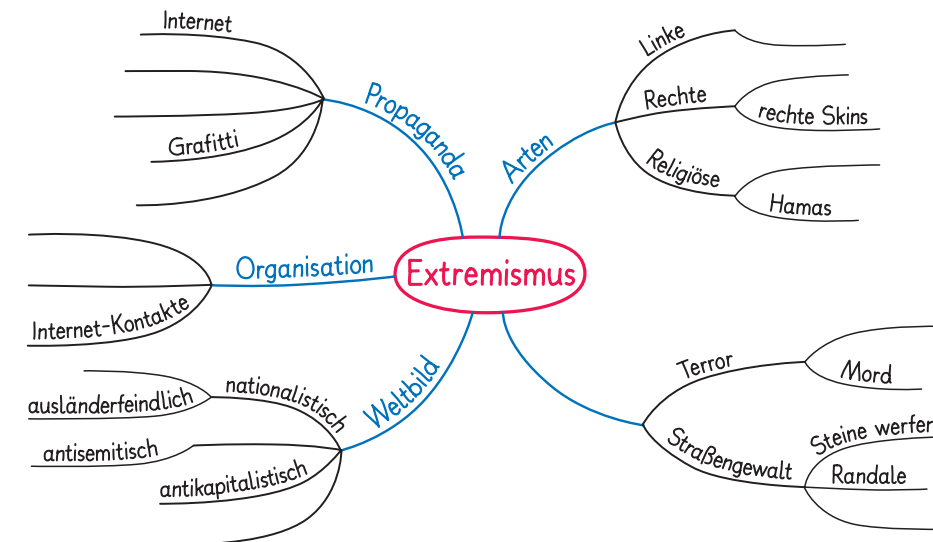 Internet
Propaganda
Grafitti
Linke
Rechte
rechte Skins
Arten
Religiöse
Hamas
Organisation
Extremismus
Internet-Kontakte
Weltbild
nationalistisch
ausländerfeindlich
antisemitisch
antikapitalistisch
Terror
Mord
Straßengewalt
Steine werfen
Randale